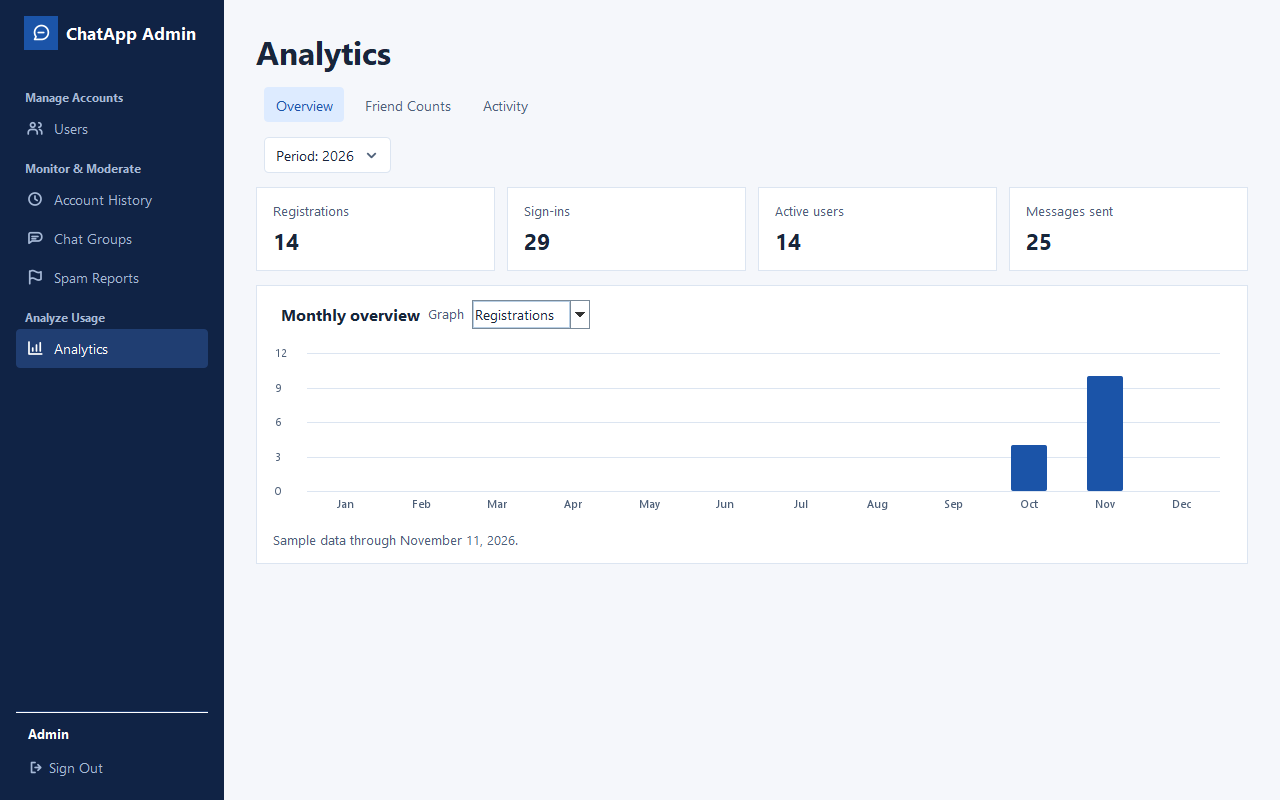 ChatApp Admin
Manage Accounts
Users
Monitor & Moderate
Account History
Chat Groups
Spam Reports
Analyze Usage
Analytics
Admin
Sign Out
Analytics
Overview Friend Counts Activity
Period: 2026
Registrations Sign-ins Active users Messages sent
14 29 14 25
Monthly overview Graph Registrations
12
9
6
3
0
Jan Feb Mar Apr May Jun Jul Aug Sep Oct Nov Dec
Sample data through November 11, 2026.